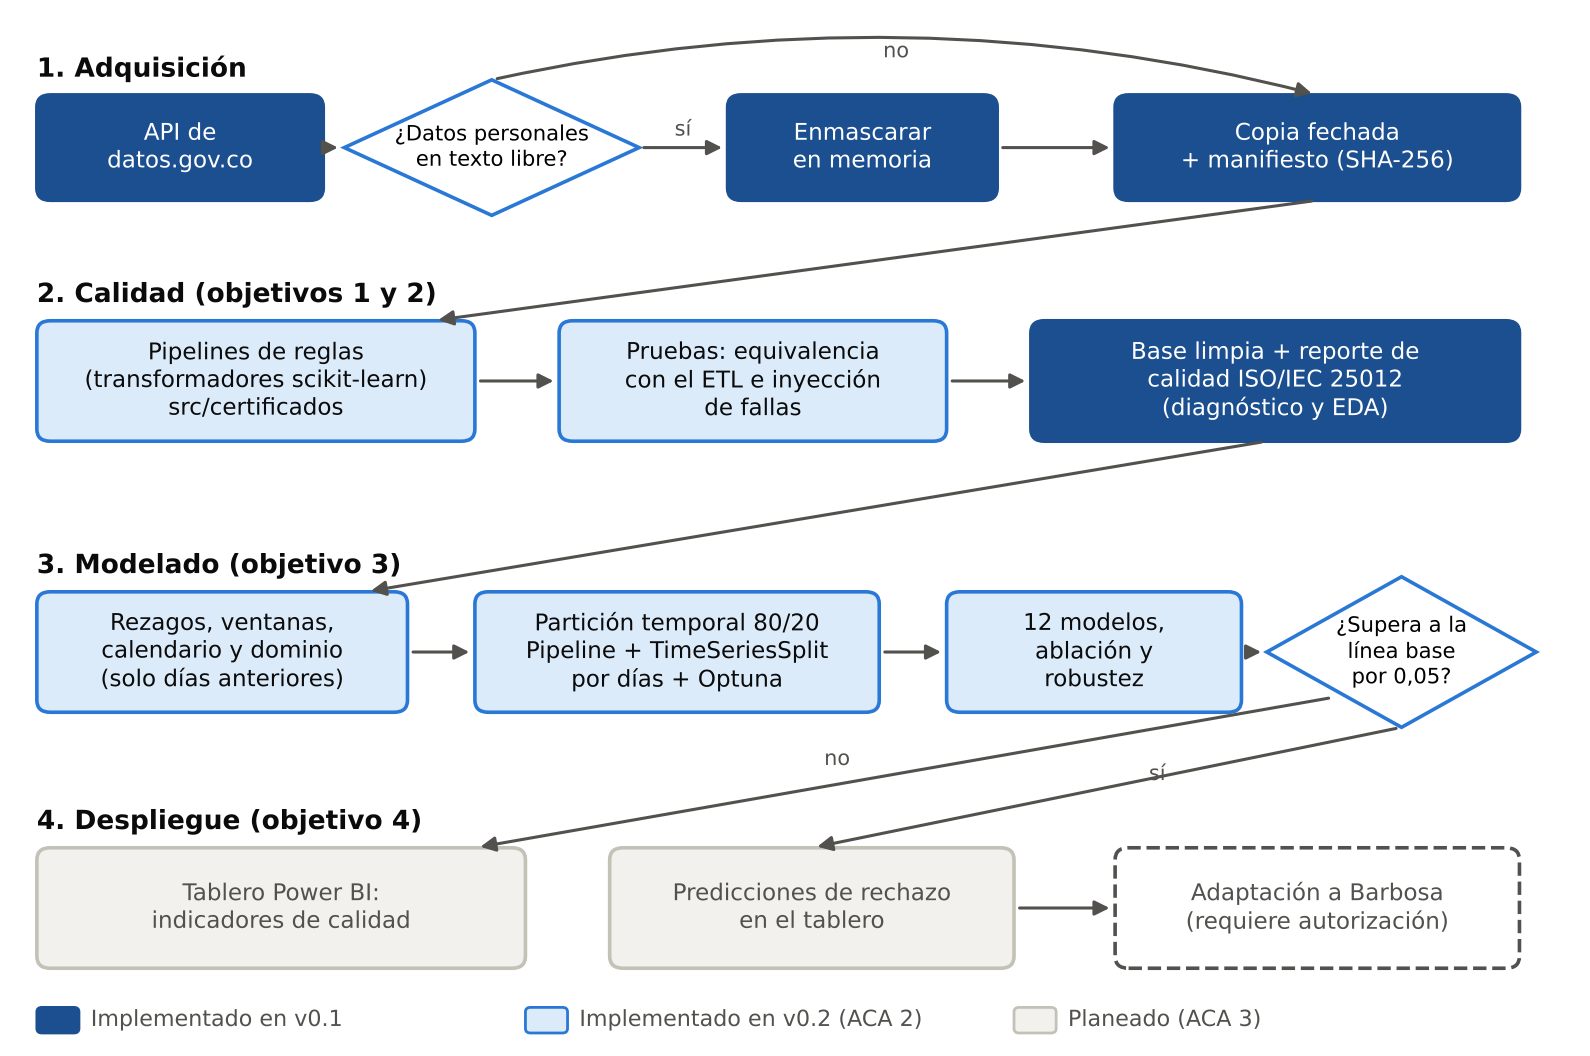 1. Adquisición
API de
datos.gov.co
¿Datos personales
en texto libre?
no
sí
Enmascarar
en memoria
Copia fechada
+ manifiesto (SHA-256)
2. Calidad (objetivos 1 y 2)
Pipelines de reglas
(transformadores scikit-learn)
src/certificados
Pruebas: equivalencia
con el ETL e inyección
de fallas
Base limpia + reporte de
calidad ISO/IEC 25012
(diagnóstico y EDA)
3. Modelado (objetivo 3)
Rezagos, ventanas,
calendario y dominio
(solo días anteriores)
Partición temporal 80/20
Pipeline + TimeSeriesSplit
por días + Optuna
12 modelos,
ablación y
robustez
¿Supera a la
línea base
por 0,05?
no
sí
4. Despliegue (objetivo 4)
Tablero Power BI:
indicadores de calidad
Predicciones de rechazo
en el tablero
Adaptación a Barbosa
(requiere autorización)
Implementado en v0.1
Implementado en v0.2 (ACA 2)
Planeado (ACA 3)